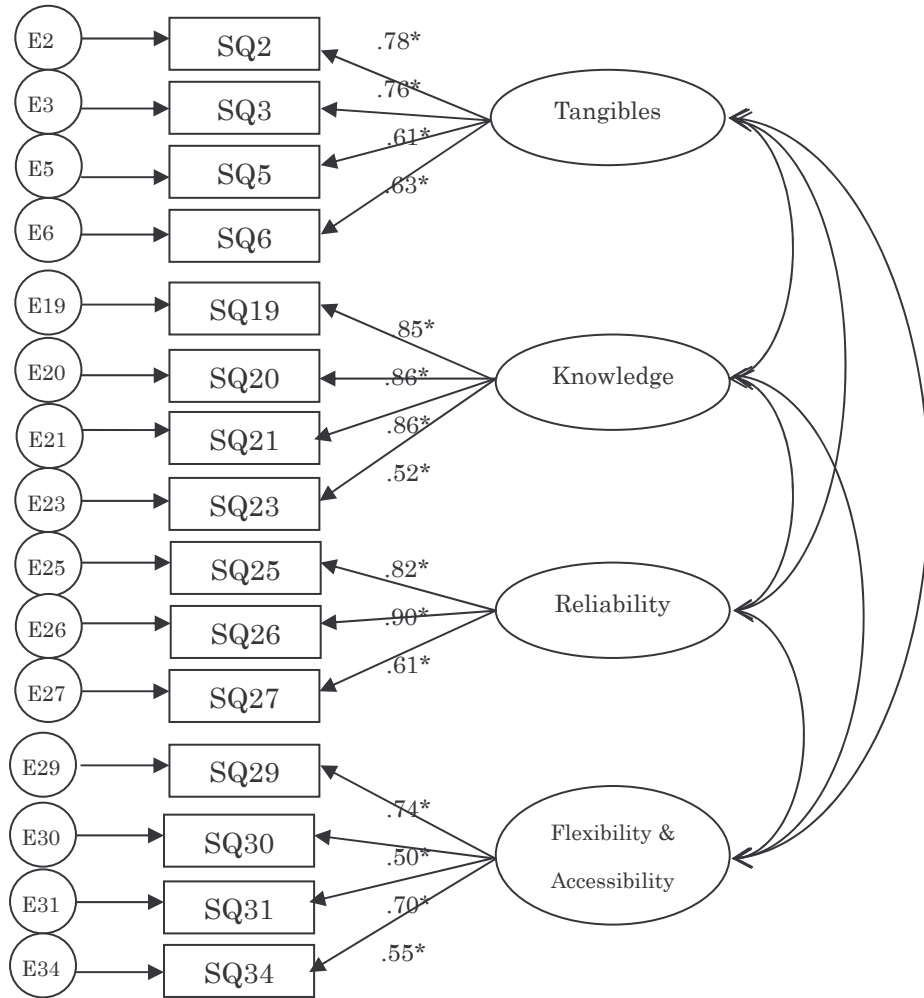 E2
SQ2
.78*
E3
SQ3
.76*
Tangibles
E5
SQ5
.61*
E6
SQ6
.63*
E19
SQ19
85*
E20
SQ20
.86*
Knowledge
E21
SQ21
.86*
E23
SQ23
.52*
E25
SQ25
.82*
E26
SQ26
.90*
Reliability
E27
SQ27
.61*
E29
SQ29
.74*
E30
SQ30
.50*
Flexibility &
Accessibility
E31
SQ31
.70*
E34
SQ34
.55*